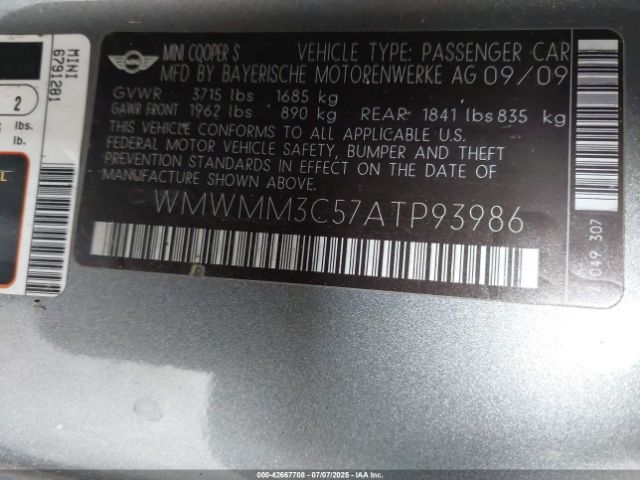 MINI COOPER S VEHICLE TYPE: PASSENGER CAR
MFD BY BAYERISCHE MOTORENWERKE AG 09/09
GVWR 3715 lbs 1685 kg
GAWR FRONT 1962 lbs 890 kg REAR 1841 lbs 835 kg
THIS VEHICLE CONFORMS TO ALL APPLICABLE U.S.
FEDERAL MOTOR VEHICLE SAFETY, BUMPER AND THEFT
PREVENTION STANDARDS IN EFFECT ON THE DATE OF
MANUFACTURE SHOWN ABOVE.
WMWMM3C57ATP93986
049 307
MINI
6791281
2
lbs.
lb.
000-42667708 - 07/07/2025 - IAAI.com